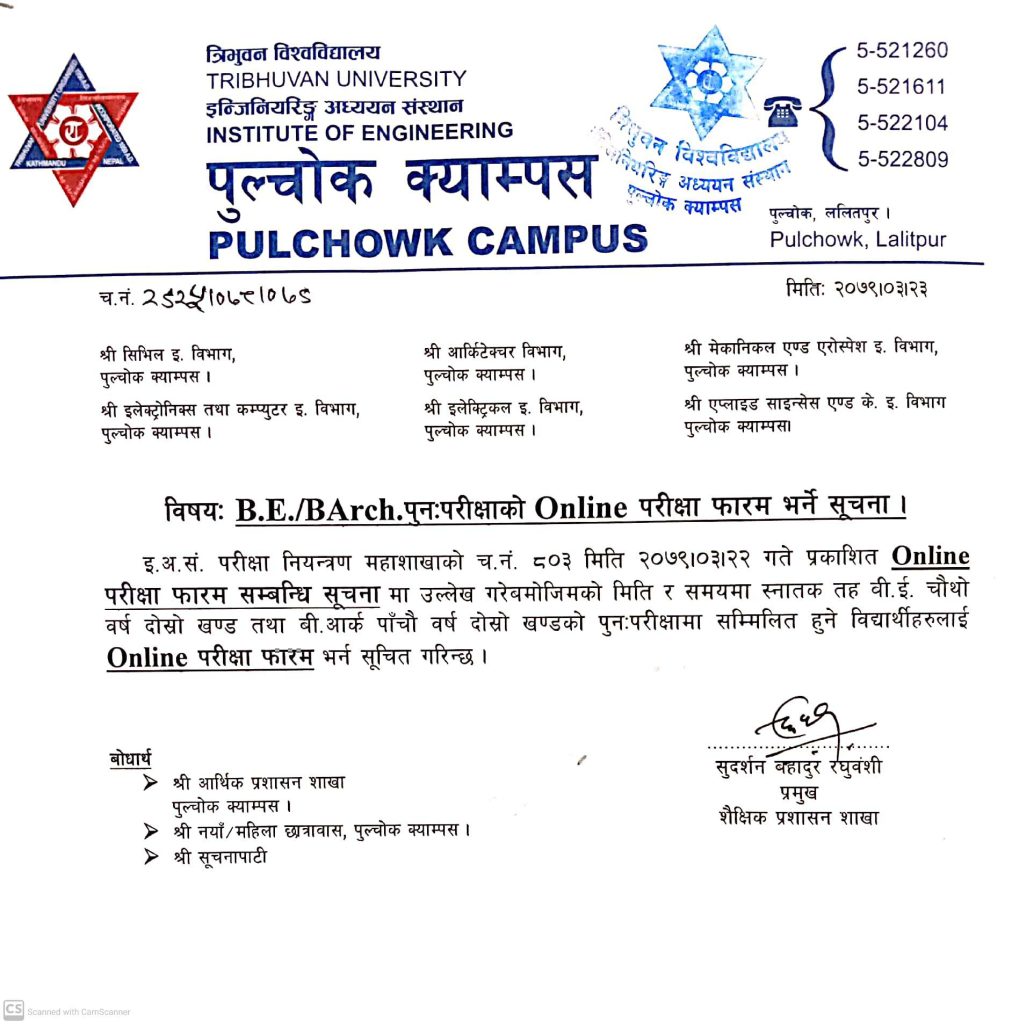 त्रिभुवन विश्वविद्यालय
TRIBHUVAN UNIVERSITY
इन्जिनियरिङ्ग अध्ययन संस्थान
INSTITUTE OF ENGINEERING
पुल्चोक क्याम्पस
PULCHOWK CAMPUS
KATHMANDU NEPAL
त्रिभुवन विश्वविद्यालय
इन्जिनियरिङ्ग अध्ययन संस्थान
पुल्चोक क्याम्पस
5-521260
5-521611
5-522104
5-522809
पुल्चोक, ललितपुर ।
Pulchowk, Lalitpur
च.नं.
मितिः २०७९।०३।२३
श्री सिभिल इ. विभाग, श्री आर्किटेक्चर विभाग, श्री मेकानिकल एण्ड एरोस्पेश इ. विभाग,
पुल्चोक क्याम्पस । पुल्चोक क्याम्पस । पुल्चोक क्याम्पस ।
श्री इलेक्ट्रोनिक्स तथा कम्प्युटर इ. विभाग, श्री इलेक्ट्रिकल इ. विभाग, श्री एप्लाइड साइन्सेस एण्ड के. इ. विभाग
पुल्चोक क्याम्पस । पुल्चोक क्याम्पस । पुल्चोक क्याम्पस।
विषयः B.E./BArch.पुनःपरीक्षाको Online परीक्षा फारम भर्ने सूचना ।
इ.अ.सं. परीक्षा नियन्त्रण महाशाखाको च.नं. ८०३ मिति २०७९।०३।२२ गते प्रकाशित Online
परीक्षा फारम सम्बन्धि सूचना मा उल्लेख गरेबमोजिमको मिति र समयमा स्नातक तह वी.ई. चौथो
वर्ष दोस्रो खण्ड तथा बी.आर्क पाँचौ वर्ष दोस्रो खण्डको पुनःपरीक्षामा सम्मिलित हुने विद्यार्थीहरुलाई
Online परीक्षा फारम भर्न सूचित गरिन्छ ।
सुदर्शन बहादुर रघुवंशी
प्रमुख
शैक्षिक प्रशासन शाखा
बोधार्थ
➢ श्री आर्थिक प्रशासन शाखा
पुल्चोक क्याम्पस ।
➢ श्री नयाँ/महिला छात्रावास, पुल्चोक क्याम्पस ।
➢ श्री सूचनापाटी
CS Scanned with CamScanner